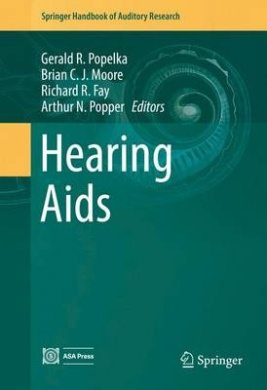 Springer Handbook of Auditory Research
Gerald R. Popelka
Brian C. J. Moore
Richard R. Fay
Arthur N. Popper Editors
Hearing
Aids
ASA Press
Springer